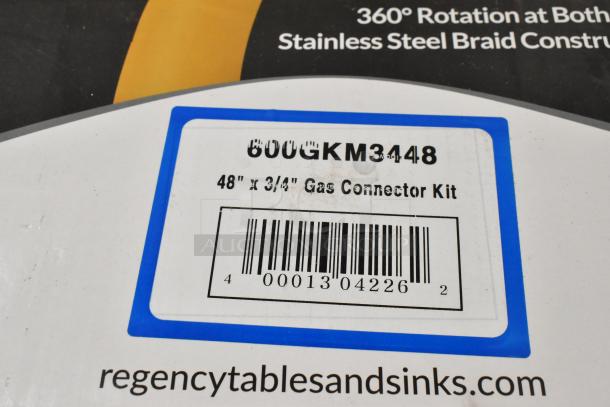 360° Rotation at Both
Stainless Steel Braid Constru
600GKM3448
48" x 3/4" Gas Connector Kit
4 00013 04226 2
regencytablesandsinks.com